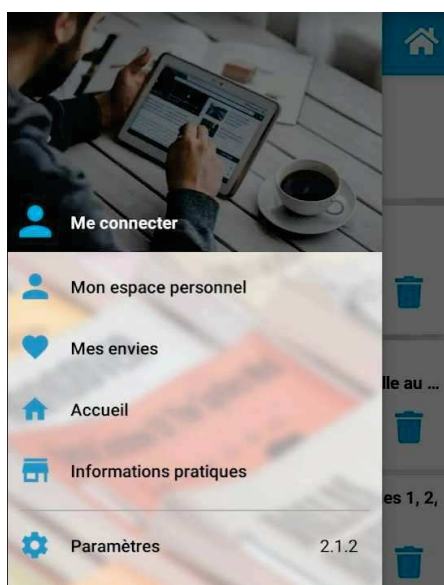 Me connecter
Mon espace personnel
Mes envies
lle au ...
Accueil
Informations pratiques
es 1, 2,
Paramètres 2.1.2